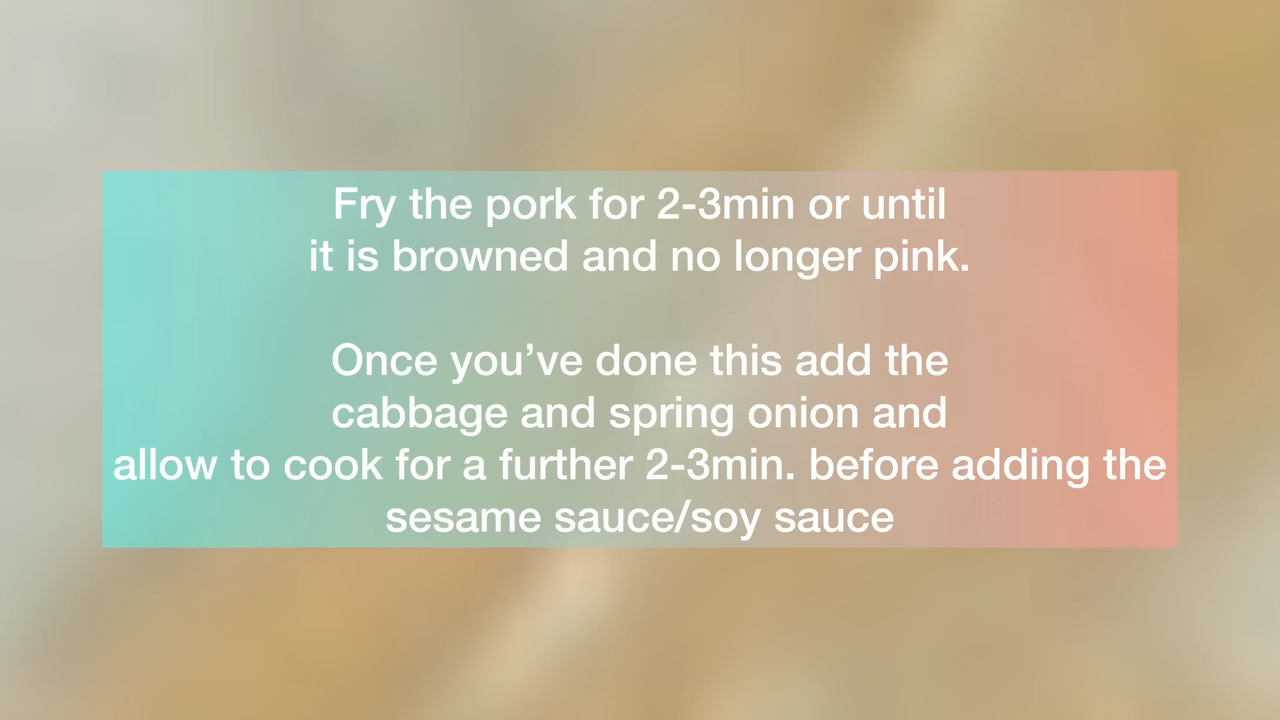 Fry the pork for 2-3min or until
it is browned and no longer pink.
Once you’ve done this add the
cabbage and spring onion and
allow to cook for a further 2-3min. before adding the
sesame sauce/soy sauce